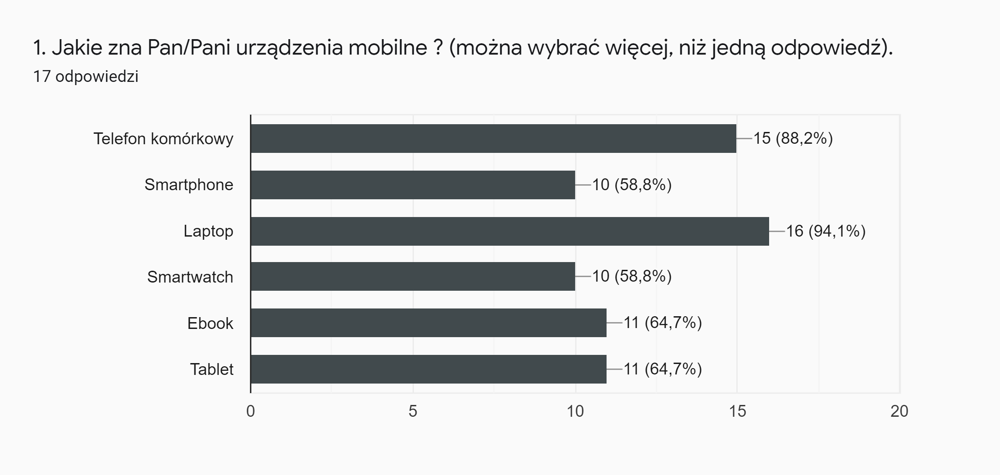 1. Jakie zna Pan/Pani urządzenia mobilne ? (można wybrać więcej, niż jedną odpowiedź).
17 odpowiedzi
Telefon komórkowy 15 (88,2%)
Smartphone 10 (58,8%)
Laptop 16 (94,1%)
Smartwatch 10 (58,8%)
Ebook 11 (64,7%)
Tablet 11 (64,7%)
0 5 10 15 20